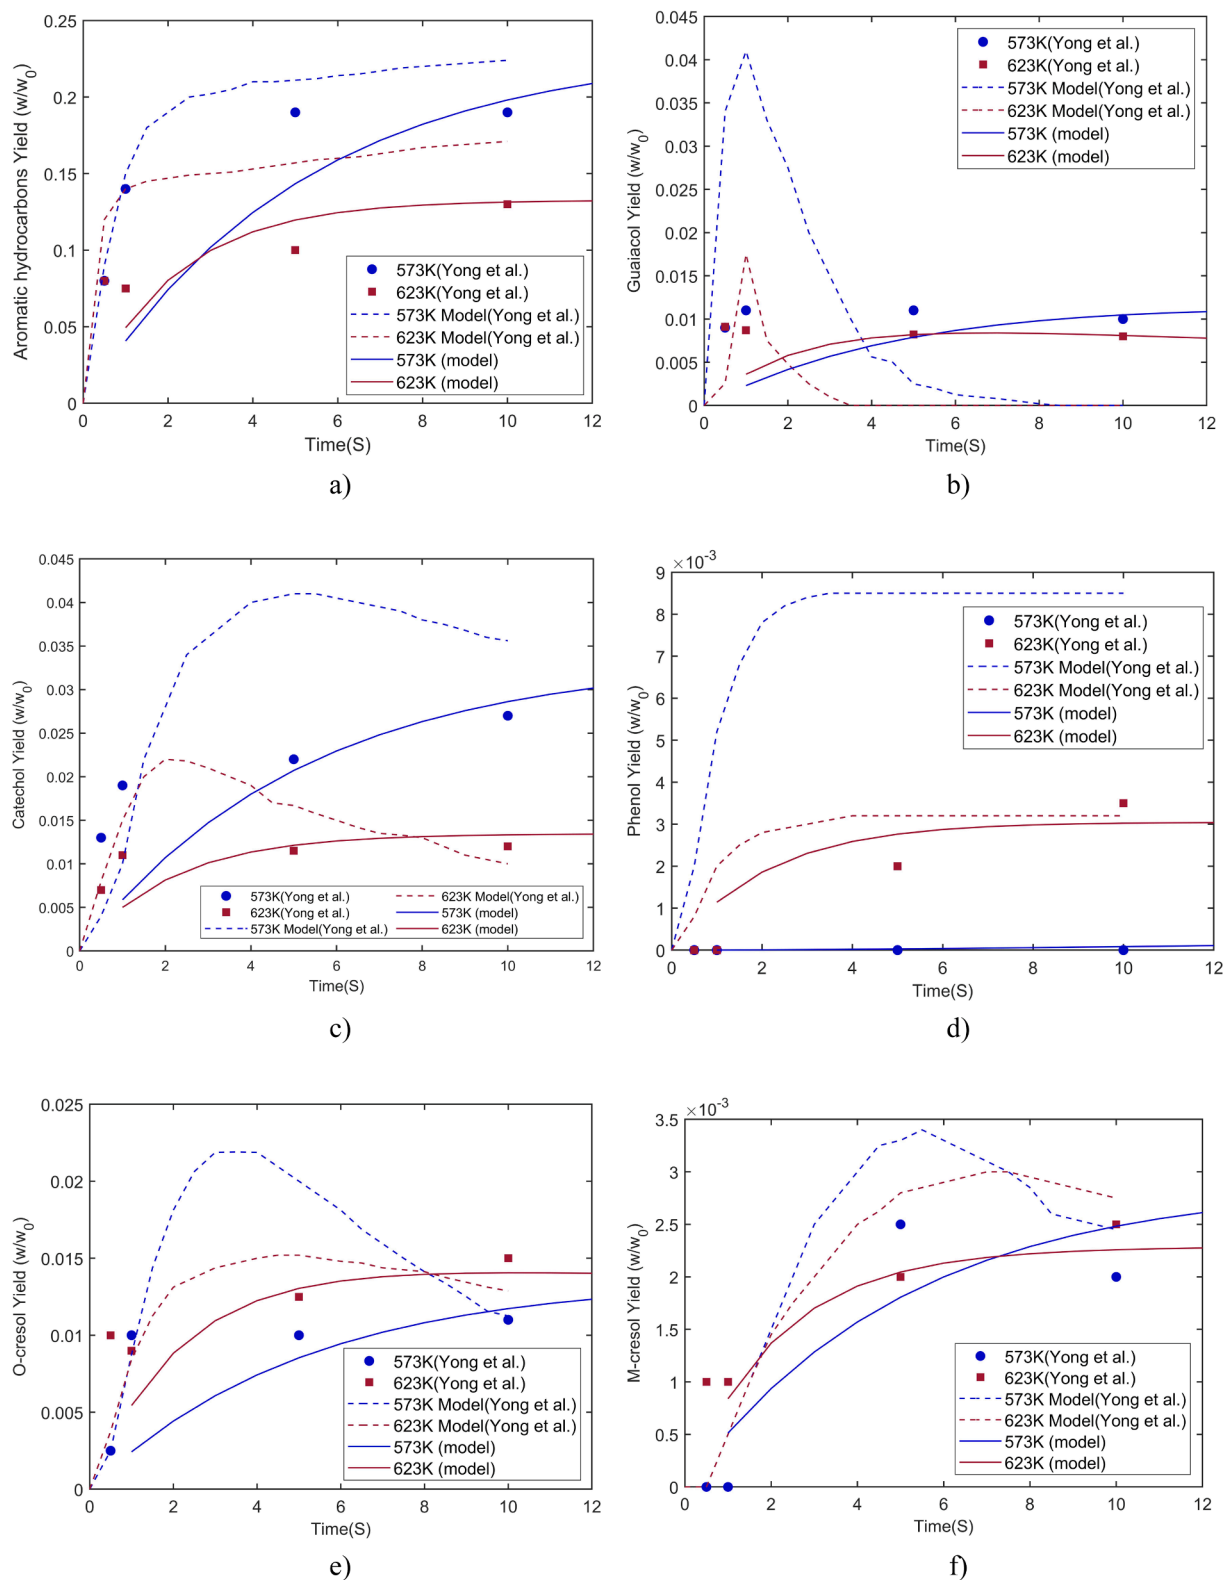 0.25
0.2
0.15
0.1
0.05
0
0 2 4 6 8 10 12
Aromatic hydrocarbons Yield (w/w0)
Time(S)
573K(Yong et al.)
623K(Yong et al.)
573K Model(Yong et al.)
623K Model(Yong et al.)
573K (model)
623K (model)
a)
0.045
0.04
0.035
0.03
0.025
0.02
0.015
0.01
0.005
0
0 2 4 6 8 10 12
Guaiacol Yield (w/w0)
Time(S)
573K(Yong et al.)
623K(Yong et al.)
573K Model(Yong et al.)
623K Model(Yong et al.)
573K (model)
623K (model)
b)
0.045
0.04
0.035
0.03
0.025
0.02
0.015
0.01
0.005
0
0 2 4 6 8 10 12
Catechol Yield (w/w0)
Time(S)
573K(Yong et al.) 623K Model(Yong et al.)
623K(Yong et al.) 573K (model)
573K Model(Yong et al.) 623K (model)
c)
×10-3
9
8
7
6
5
4
3
2
1
0
0 2 4 6 8 10 12
Phenol Yield (w/w0)
Time(S)
573K(Yong et al.)
623K(Yong et al.)
573K Model(Yong et al.)
623K Model(Yong et al.)
573K (model)
623K (model)
d)
0.025
0.02
0.015
0.01
0.005
0
0 2 4 6 8 10 12
O-cresol Yield (w/w0)
Time(S)
573K(Yong et al.)
623K(Yong et al.)
573K Model(Yong et al.)
623K Model(Yong et al.)
573K (model)
623K (model)
e)
×10-3
3.5
3
2.5
2
1.5
1
0.5
0
0 2 4 6 8 10 12
M-cresol Yield (w/w0)
Time(S)
573K(Yong et al.)
623K(Yong et al.)
573K Model(Yong et al.)
623K Model(Yong et al.)
573K (model)
623K (model)
f)